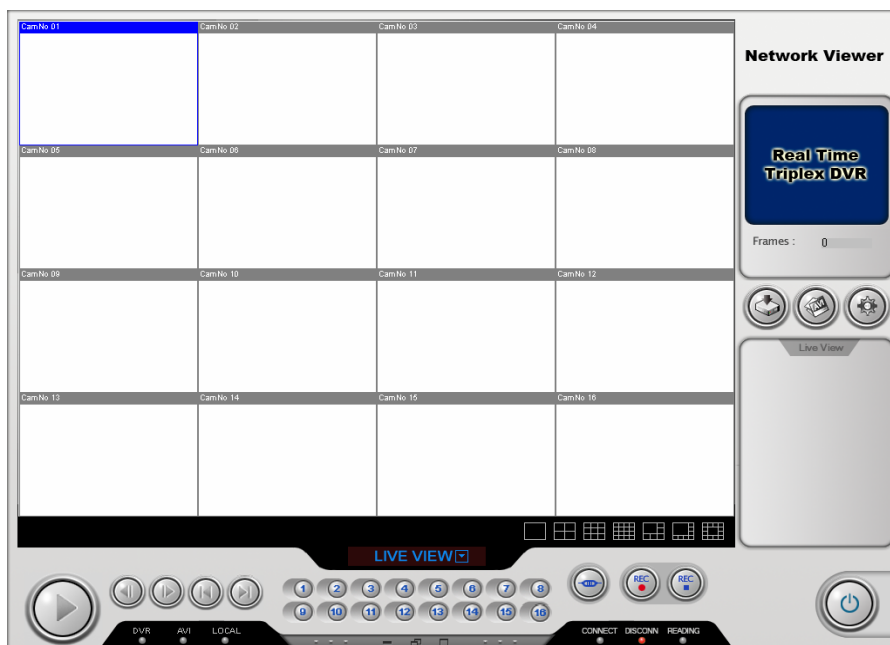 CamNo 01
CamNo 02
CamNo 03
CamNo 04
Network Viewer
Real Time
Triplex DVR
CamNo 05
CamNo 06
CamNo 07
CamNo 08
Frames : 0
CamNo 09
CamNo 10
CamNo 11
CamNo 12
AVI
Live View
CamNo 13
CamNo 14
CamNo 15
CamNo 16
LIVE VIEW
1 2 3 4 5 6 7 8
9 10 11 12 13 14 15 16
REC
REC
DVR AVI LOCAL
CONNECT DISCONN READING